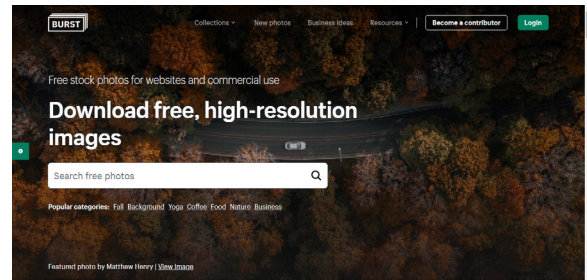 BURST
Collections New photos Business Ideas Resources Become a contributor Login
Free stock photos for websites and commercial use
Download free, high-resolution
images
Search free photos
Popular categories: Fall Background Yoga Coffee Food Nature Business
Featured photo by Matthew Henry | View Image